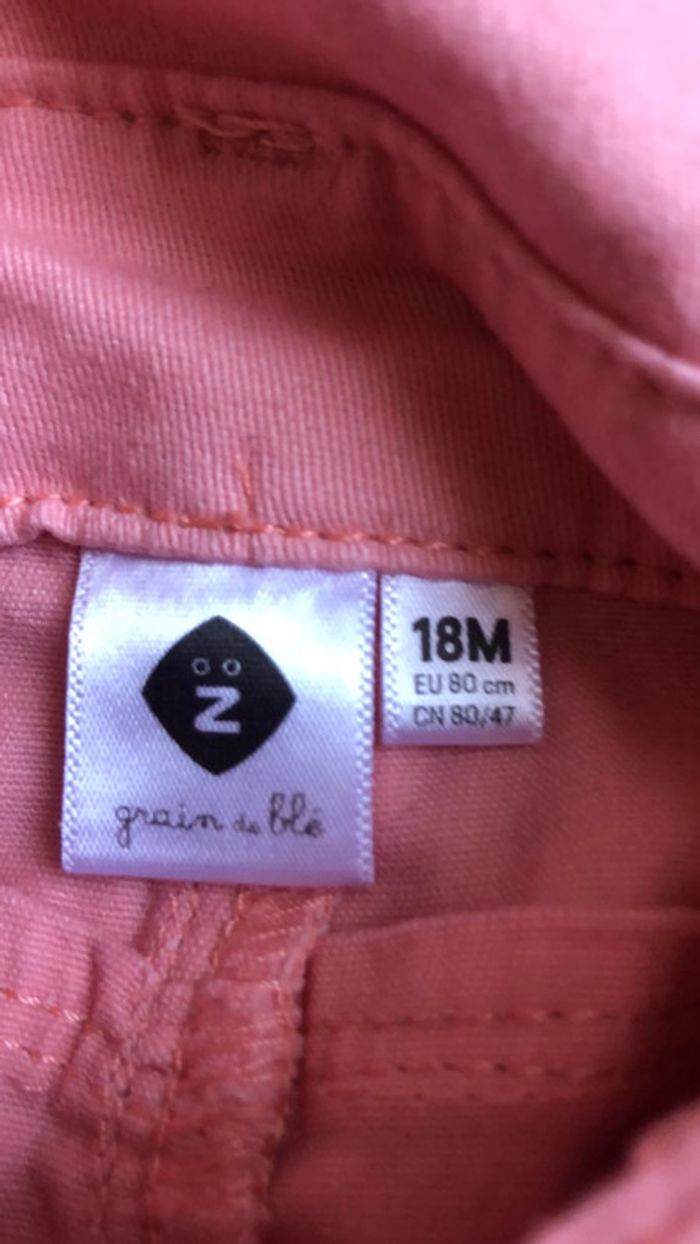 Z
grain de blé
18M
EU 80 cm
CN 80/47